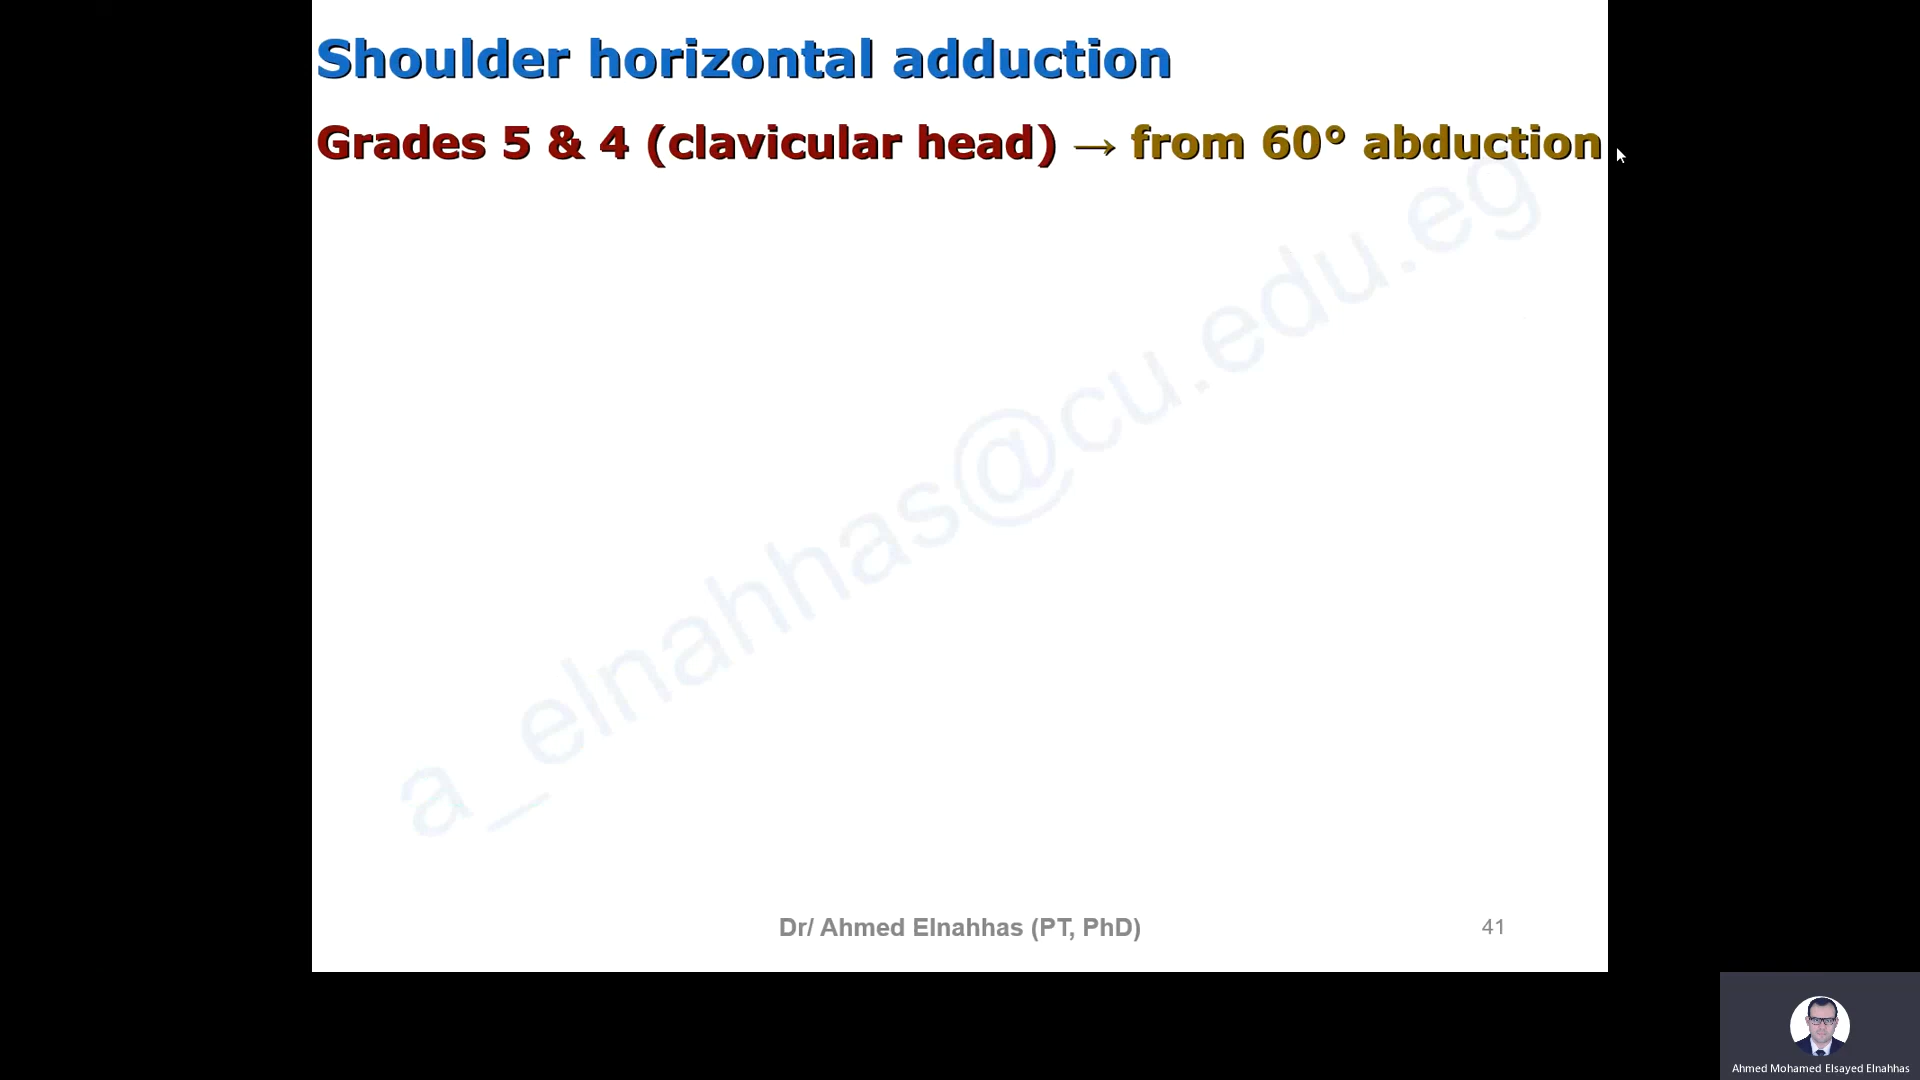 Shoulder horizontal adduction
Grades 5 & 4 (clavicular head) → from 60° abduction
a_elnahhas@cu.edu.eg
Dr/ Ahmed Elnahhas (PT, PhD)
41
Ahmed Mohamed Elsayed Elnahhas